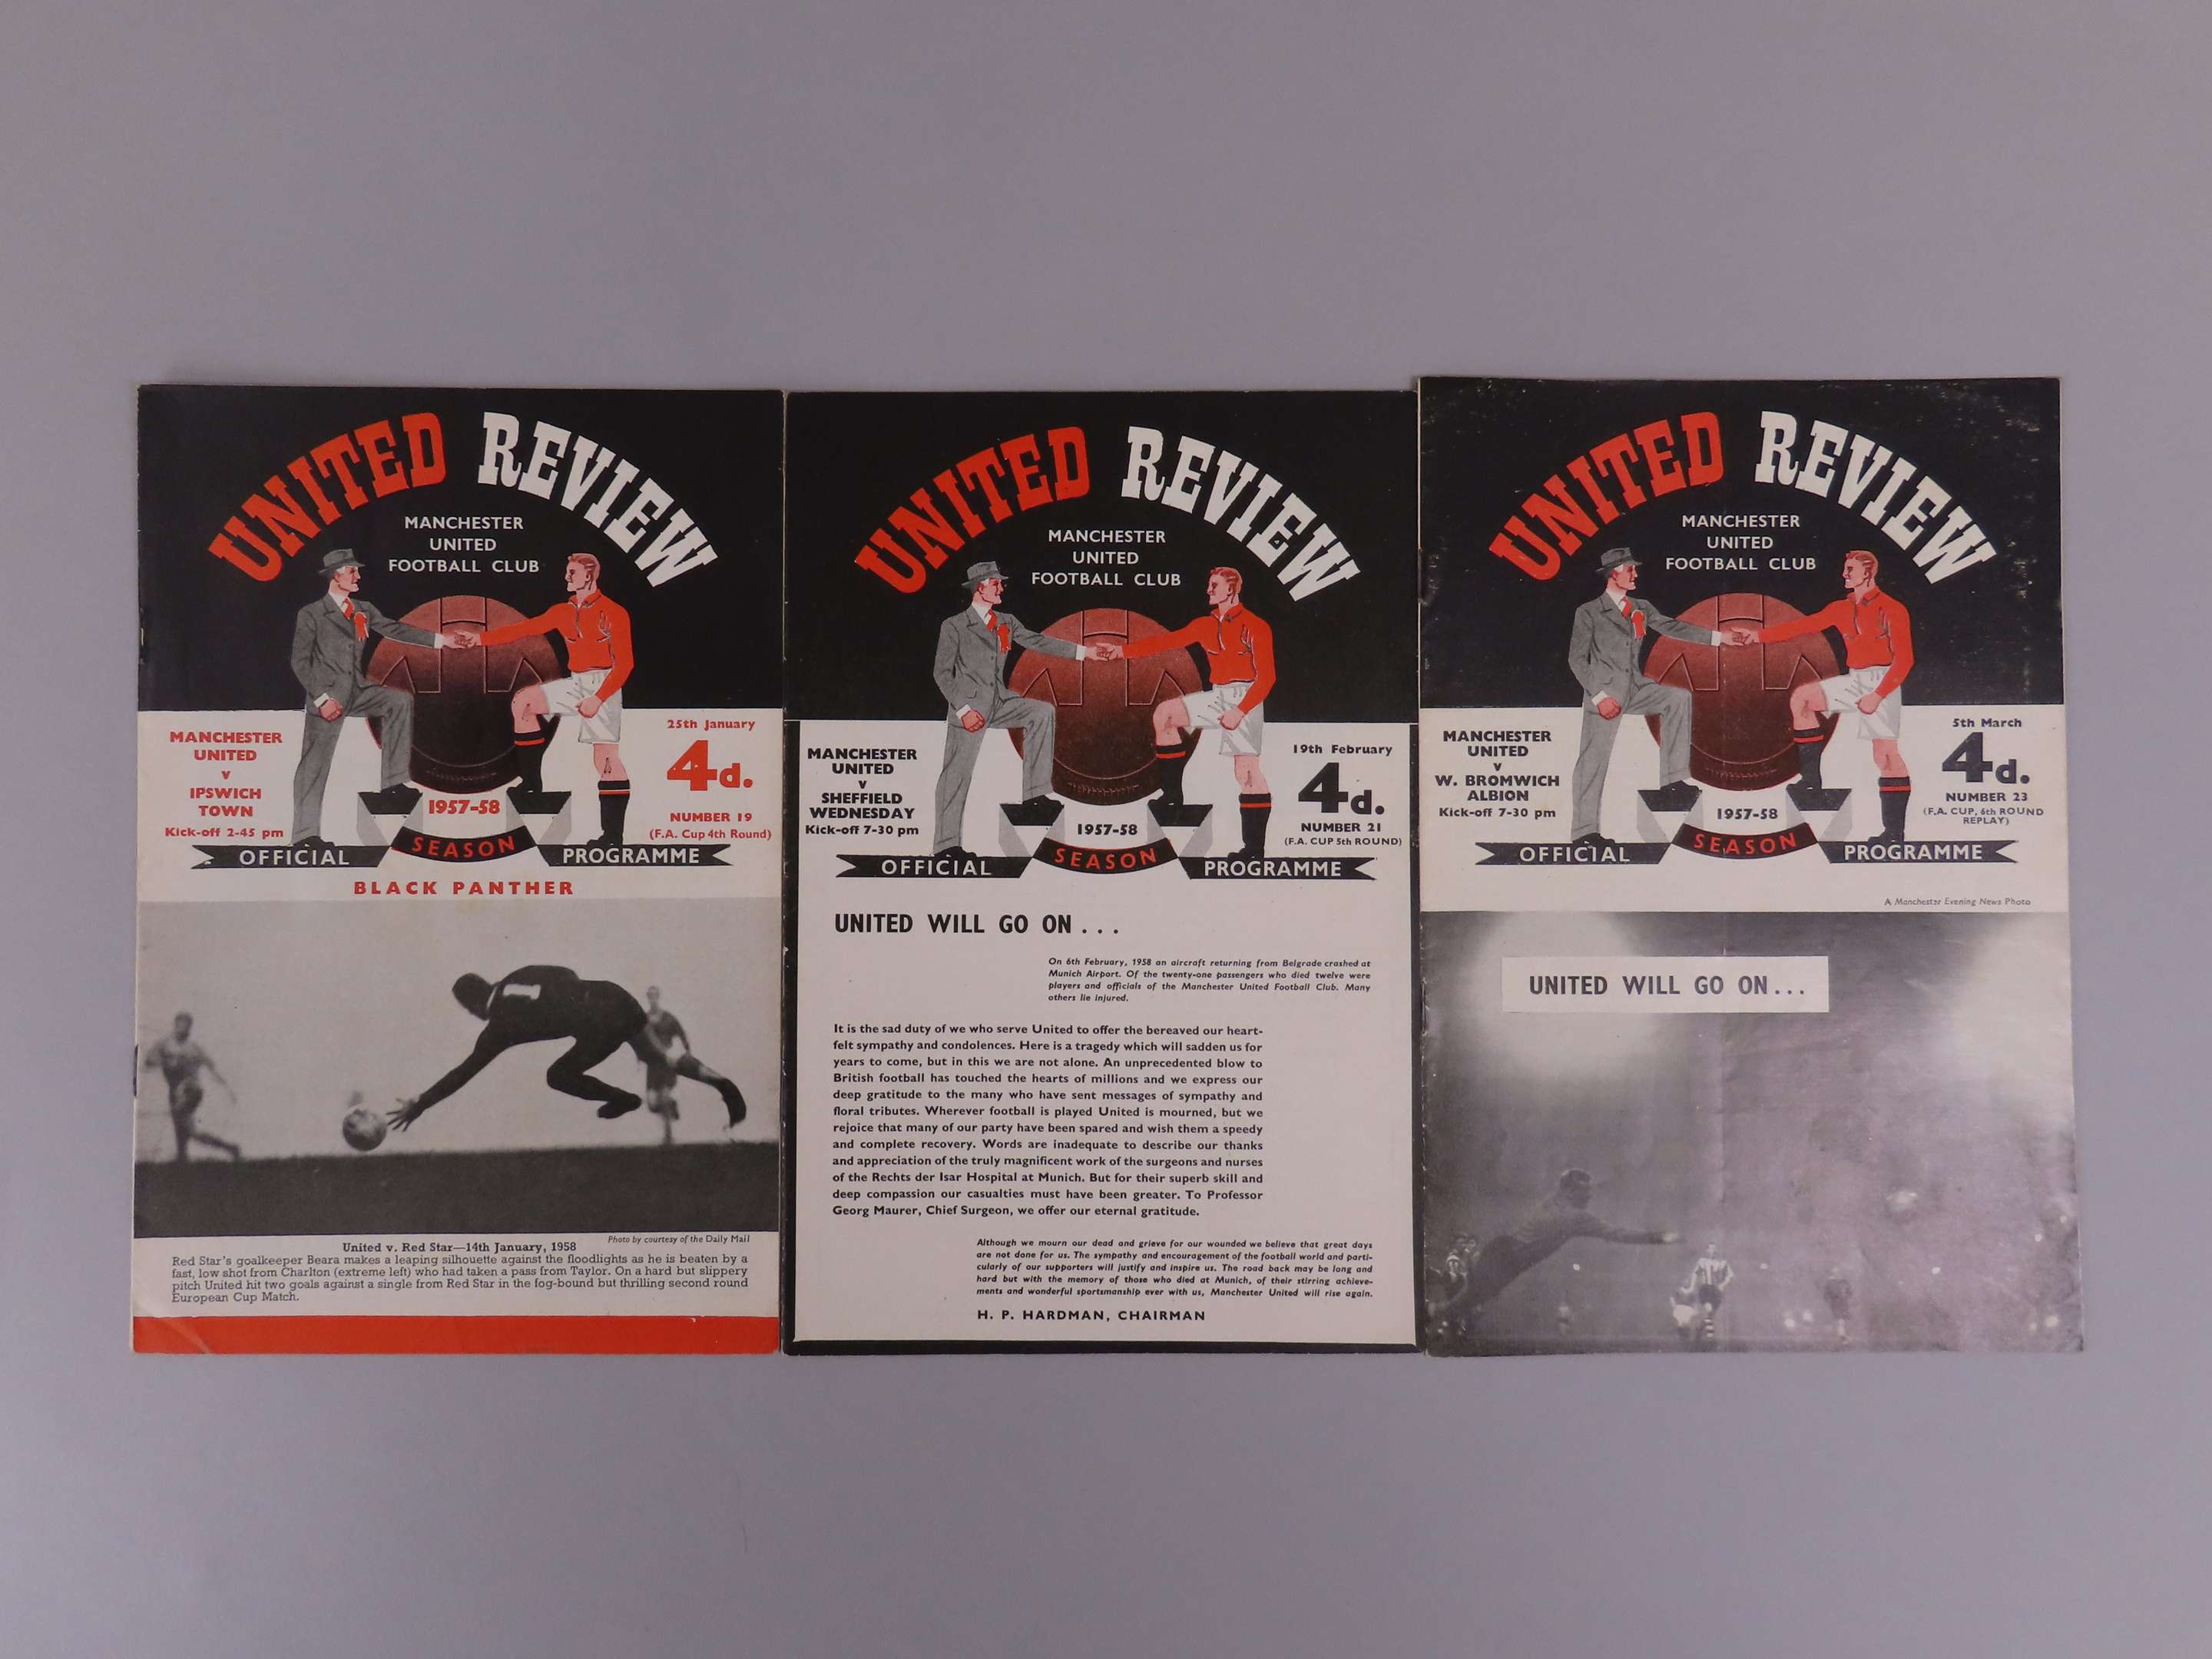 UNITED REVIEW
MANCHESTER
UNITED
FOOTBALL CLUB
MANCHESTER
UNITED
v
IPSWICH
TOWN
Kick-off 2-45 pm
25th January
4d.
NUMBER 19
(F.A. Cup 4th Round)
1957-58
OFFICIAL SEASON PROGRAMME
BLACK PANTHER
1
Photo by courtesy of the Daily Mail
United v. Red Star—14th January, 1958
Red Star's goalkeeper Beara makes a leaping silhouette against the floodlights as he is beaten by a
fast, low shot from Charlton (extreme left) who had taken a pass from Taylor. On a hard but slippery
pitch United hit two goals against a single from Red Star in the fog-bound but thrilling second round
European Cup Match.
UNITED REVIEW
MANCHESTER
UNITED
FOOTBALL CLUB
MANCHESTER
UNITED
v
SHEFFIELD
WEDNESDAY
Kick-off 7-30 pm
19th February
4d.
NUMBER 21
(F.A. CUP 5th ROUND)
1957-58
OFFICIAL SEASON PROGRAMME
UNITED WILL GO ON . . .
On 6th February, 1958 an aircraft returning from Belgrade crashed at
Munich Airport. Of the twenty-one passengers who died twelve were
players and officials of the Manchester United Football Club. Many
others lie injured.
It is the sad duty of we who serve United to offer the bereaved our heart-
felt sympathy and condolences. Here is a tragedy which will sadden us for
years to come, but in this we are not alone. An unprecedented blow to
British football has touched the hearts of millions and we express our
deep gratitude to the many who have sent messages of sympathy and
floral tributes. Wherever football is played United is mourned, but we
rejoice that many of our party have been spared and wish them a speedy
and complete recovery. Words are inadequate to describe our thanks
and appreciation of the truly magnificent work of the surgeons and nurses
of the Rechts der Isar Hospital at Munich. But for their superb skill and
deep compassion our casualties must have been greater. To Professor
Georg Maurer, Chief Surgeon, we offer our eternal gratitude.
Although we mourn our dead and grieve for our wounded we believe that great days
are not done for us. The sympathy and encouragement of the football world and parti-
cularly of our supporters will justify and inspire us. The road back may be long and
hard but with the memory of those who died at Munich, of their stirring achieve-
ments and wonderful sportsmanship ever with us, Manchester United will rise again.
H. P. HARDMAN, CHAIRMAN
UNITED REVIEW
MANCHESTER
UNITED
FOOTBALL CLUB
MANCHESTER
UNITED
v
W. BROMWICH
ALBION
Kick-off 7-30 pm
5th March
4d.
NUMBER 23
(F.A. CUP, 6th ROUND
REPLAY)
1957-58
OFFICIAL SEASON PROGRAMME
A Manchester Evening News Photo
UNITED WILL GO ON . . .